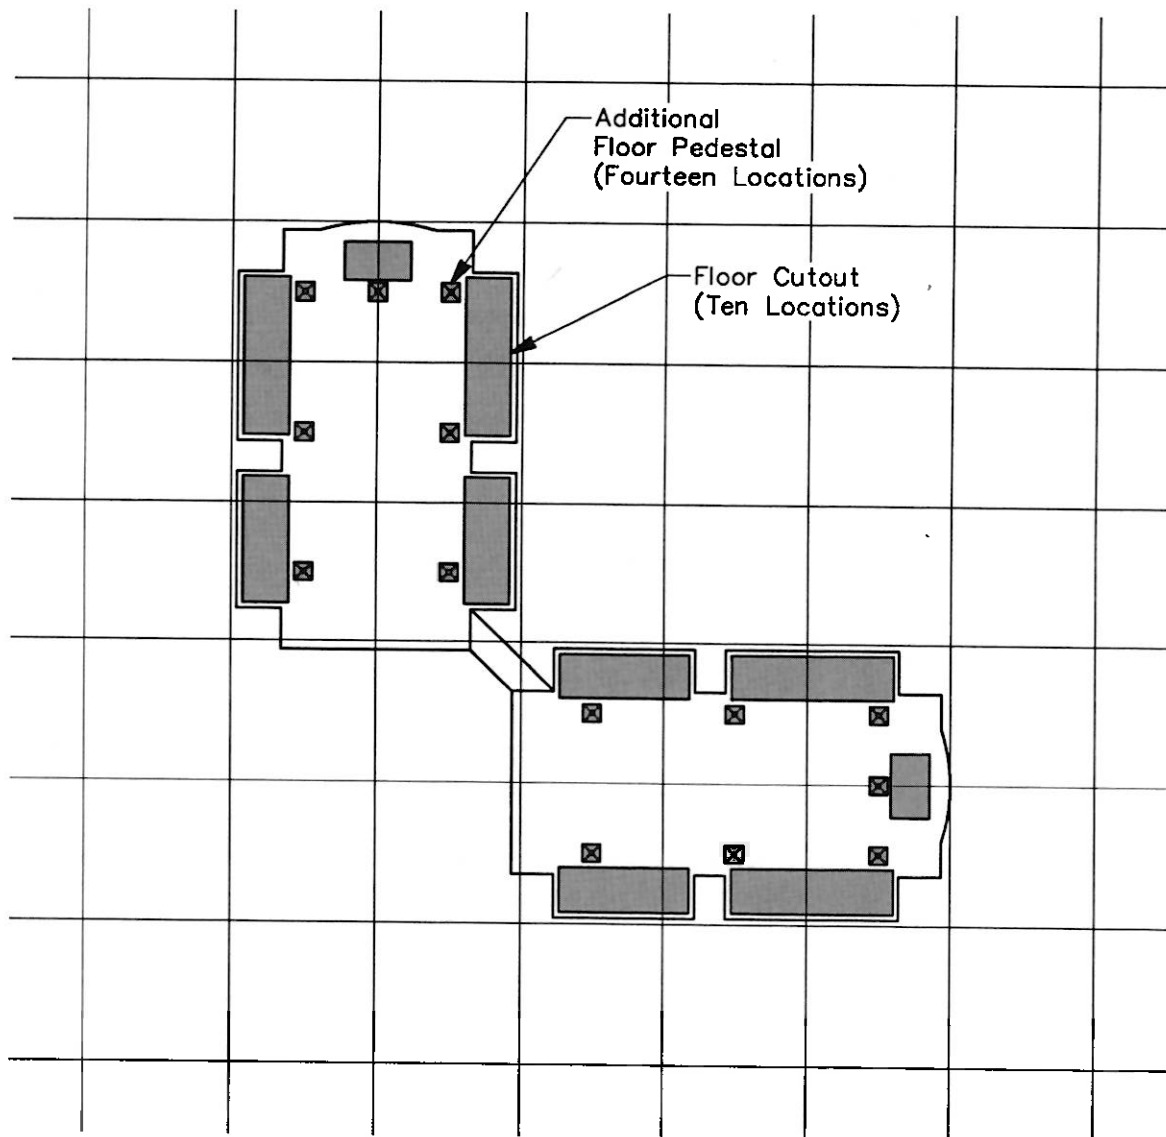 Additional
Floor Pedestal
(Fourteen Locations)
Floor Cutout
(Ten Locations)